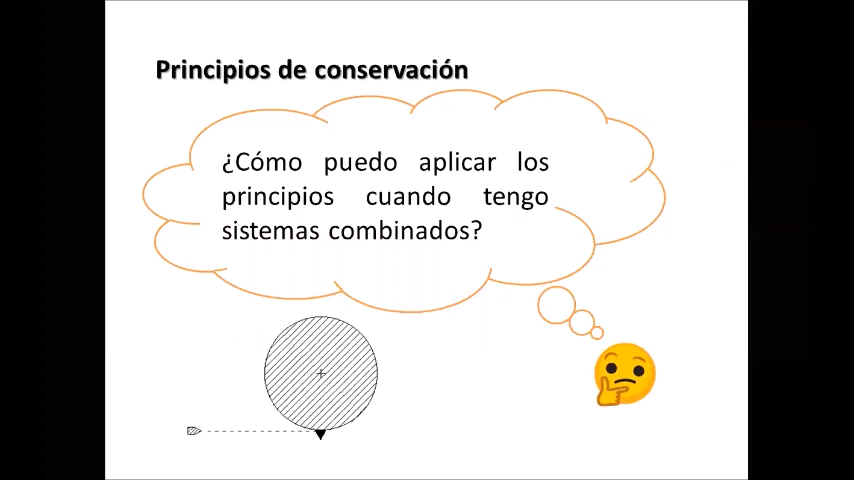 Principios de conservación
¿Cómo puedo aplicar los
principios cuando tengo
sistemas combinados?